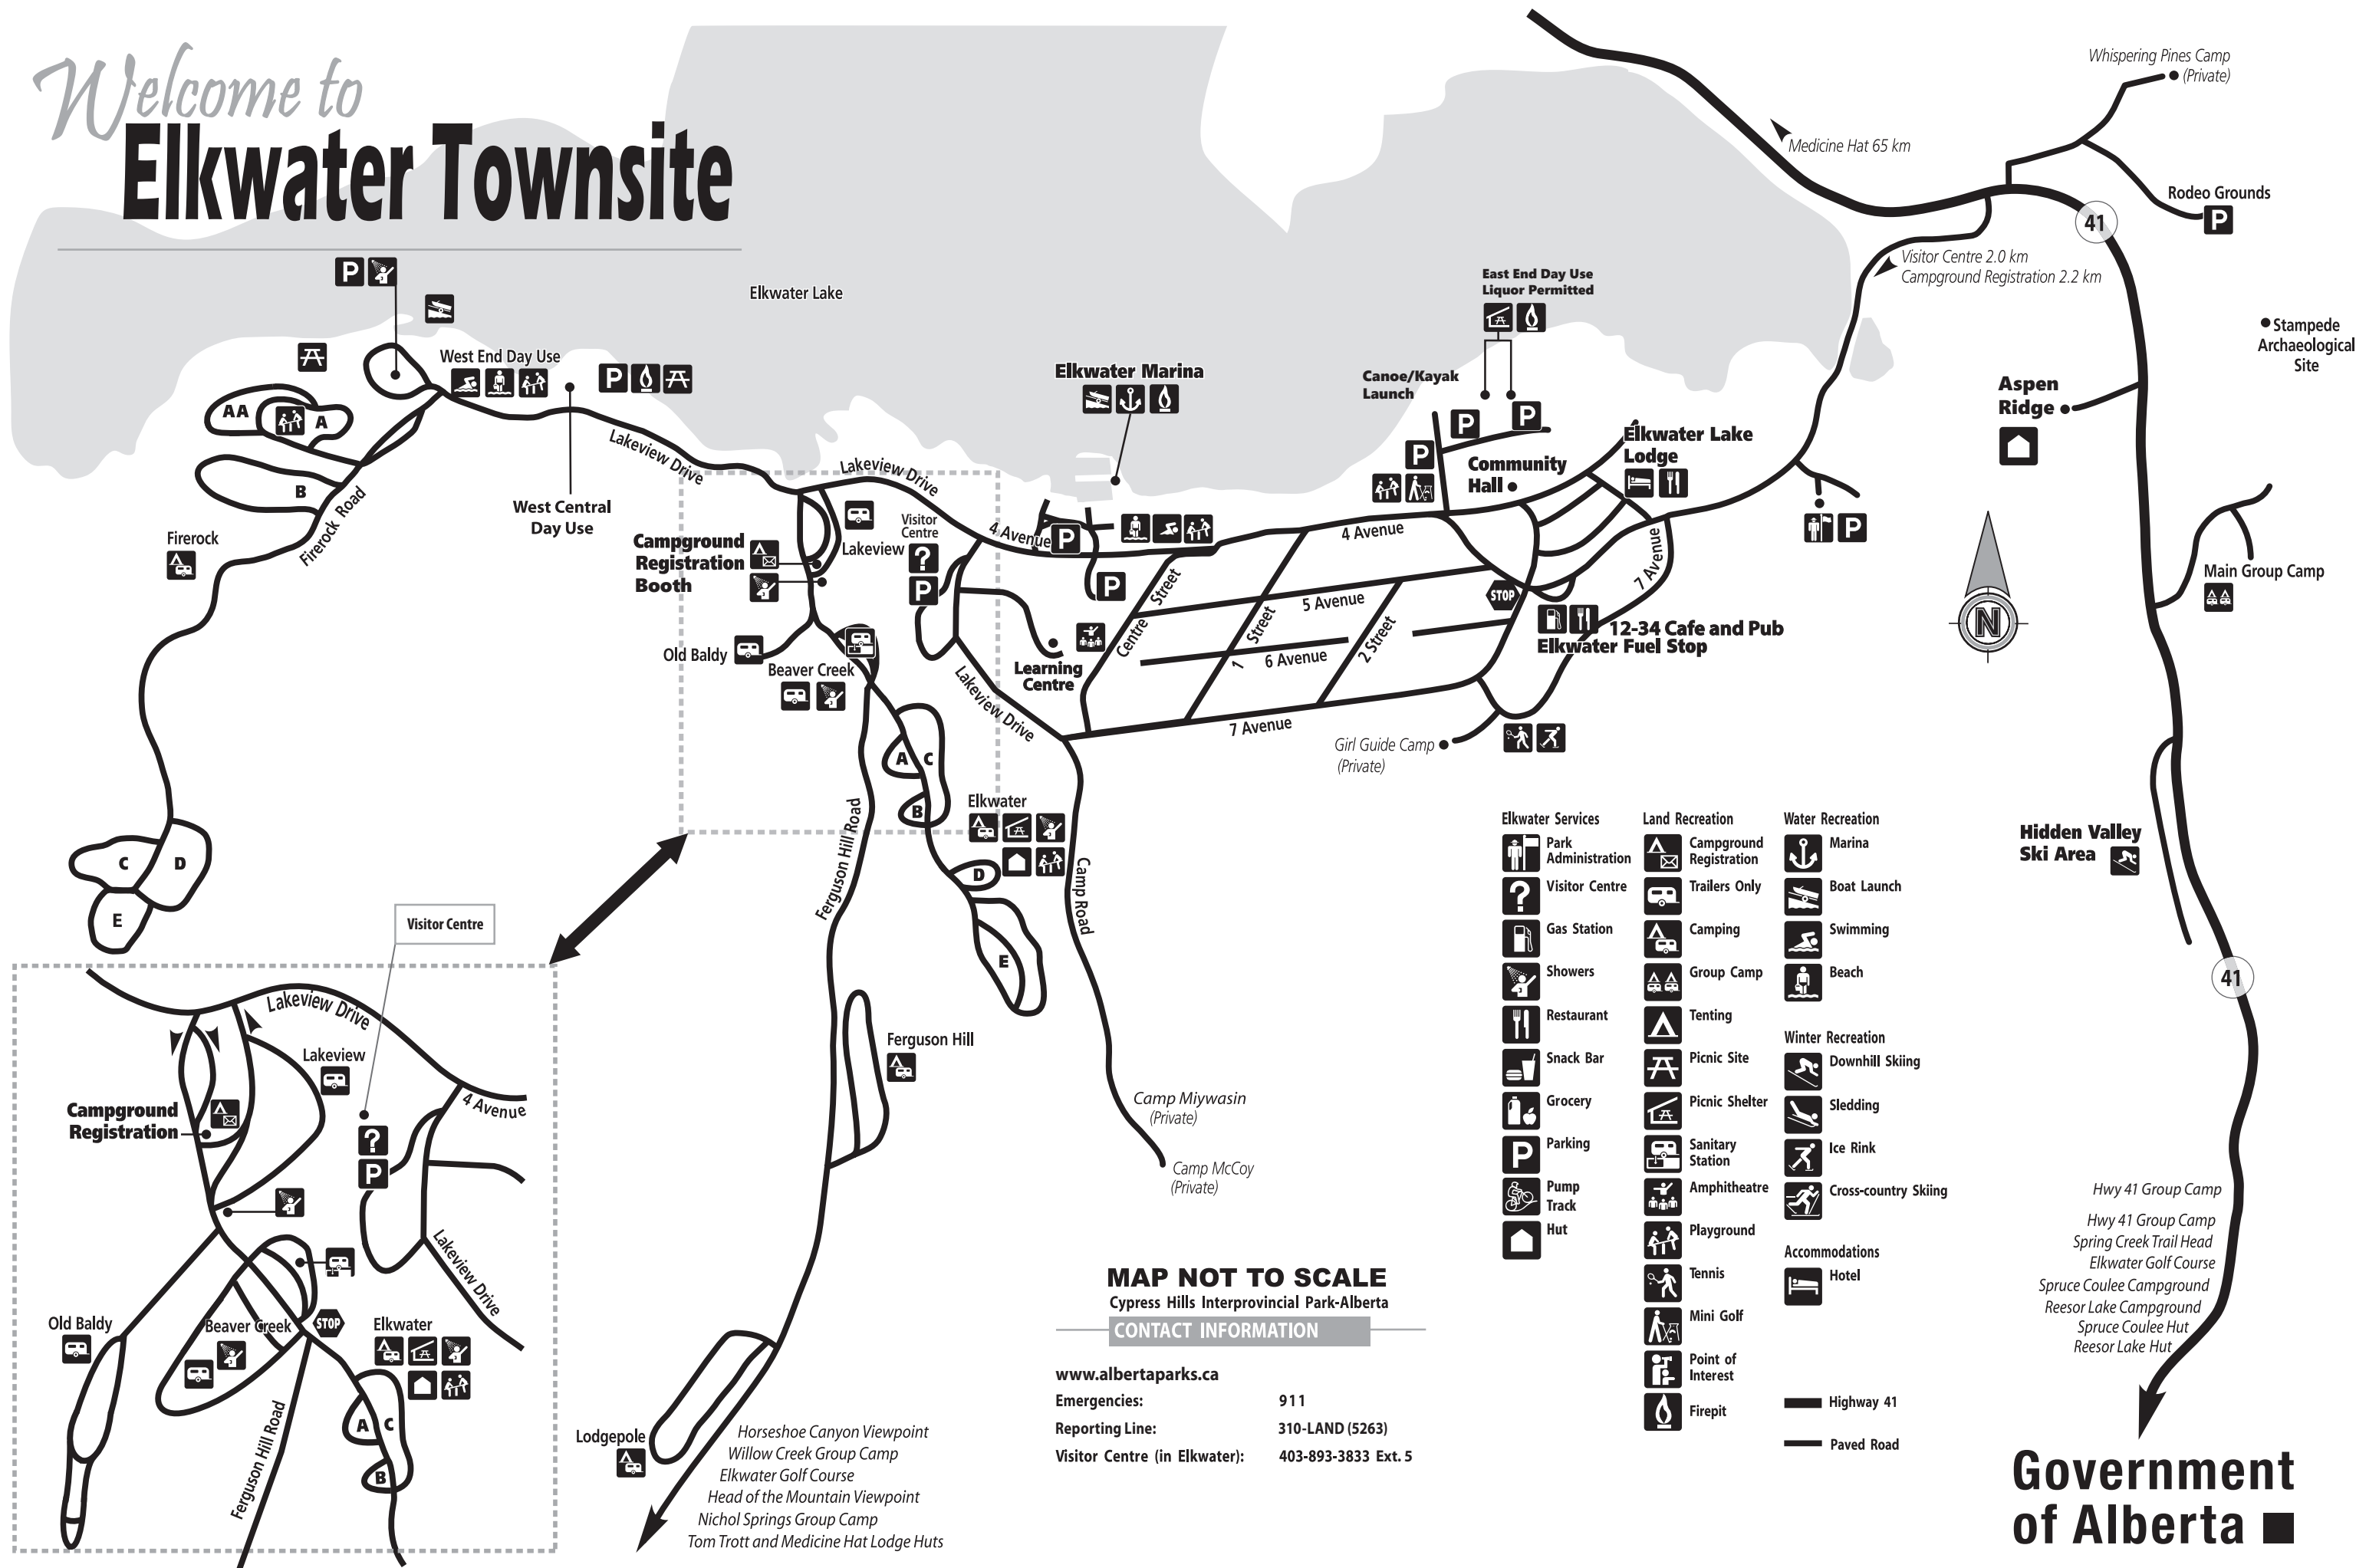 Welcome to
Elkwater Townsite
Whispering Pines Camp
(Private)
Medicine Hat 65 km
Rodeo Grounds
P
41
Visitor Centre 2.0 km
Campground Registration 2.2 km
Stampede
Archaeological
Site
Aspen
Ridge
Main Group Camp
N
Hidden Valley
Ski Area
41
P
Elkwater Lake
West End Day Use
P
West Central
Day Use
AA
A
B
Firerock
Firerock Road
C
D
E
Lakeview Drive
Lakeview Drive
Elkwater Marina
East End Day Use
Liquor Permitted
Canoe/Kayak
Launch
P
P
P
Community
Hall
Elkwater Lake
Lodge
P
Campground
Registration
Booth
Lakeview
Visitor
Centre
?
P
4 Avenue
P
P
4 Avenue
Centre Street
1 Street
2 Street
5 Avenue
6 Avenue
7 Avenue
7 Avenue
STOP
12-34 Cafe and Pub
Elkwater Fuel Stop
Girl Guide Camp
(Private)
Old Baldy
Beaver Creek
Learning
Centre
Lakeview Drive
A
C
B
Elkwater
D
E
Ferguson Hill Road
Camp Road
Ferguson Hill
Camp Miywasin
(Private)
Camp McCoy
(Private)
Lodgepole
Horseshoe Canyon Viewpoint
Willow Creek Group Camp
Elkwater Golf Course
Head of the Mountain Viewpoint
Nichol Springs Group Camp
Tom Trott and Medicine Hat Lodge Huts
Visitor Centre
Lakeview Drive
Lakeview
4 Avenue
Campground
Registration
?
P
Lakeview Drive
Old Baldy
Beaver Creek
STOP
Elkwater
A
C
B
Ferguson Hill Road
Elkwater Services
Park
Administration
? Visitor Centre
Gas Station
Showers
Restaurant
Snack Bar
Grocery
P Parking
Pump
Track
Hut
Land Recreation
Campground
Registration
Trailers Only
Camping
Group Camp
Tenting
Picnic Site
Picnic Shelter
Sanitary
Station
Amphitheatre
Playground
Tennis
Mini Golf
Point of
Interest
Firepit
Water Recreation
Marina
Boat Launch
Swimming
Beach
Winter Recreation
Downhill Skiing
Sledding
Ice Rink
Cross-country Skiing
Accommodations
Hotel
Highway 41
Paved Road
MAP NOT TO SCALE
Cypress Hills Interprovincial Park-Alberta
CONTACT INFORMATION
www.albertaparks.ca
Emergencies: 911
Reporting Line: 310-LAND (5263)
Visitor Centre (in Elkwater): 403-893-3833 Ext. 5
Hwy 41 Group Camp
Hwy 41 Group Camp
Spring Creek Trail Head
Elkwater Golf Course
Spruce Coulee Campground
Reesor Lake Campground
Spruce Coulee Hut
Reesor Lake Hut
Government
of Alberta